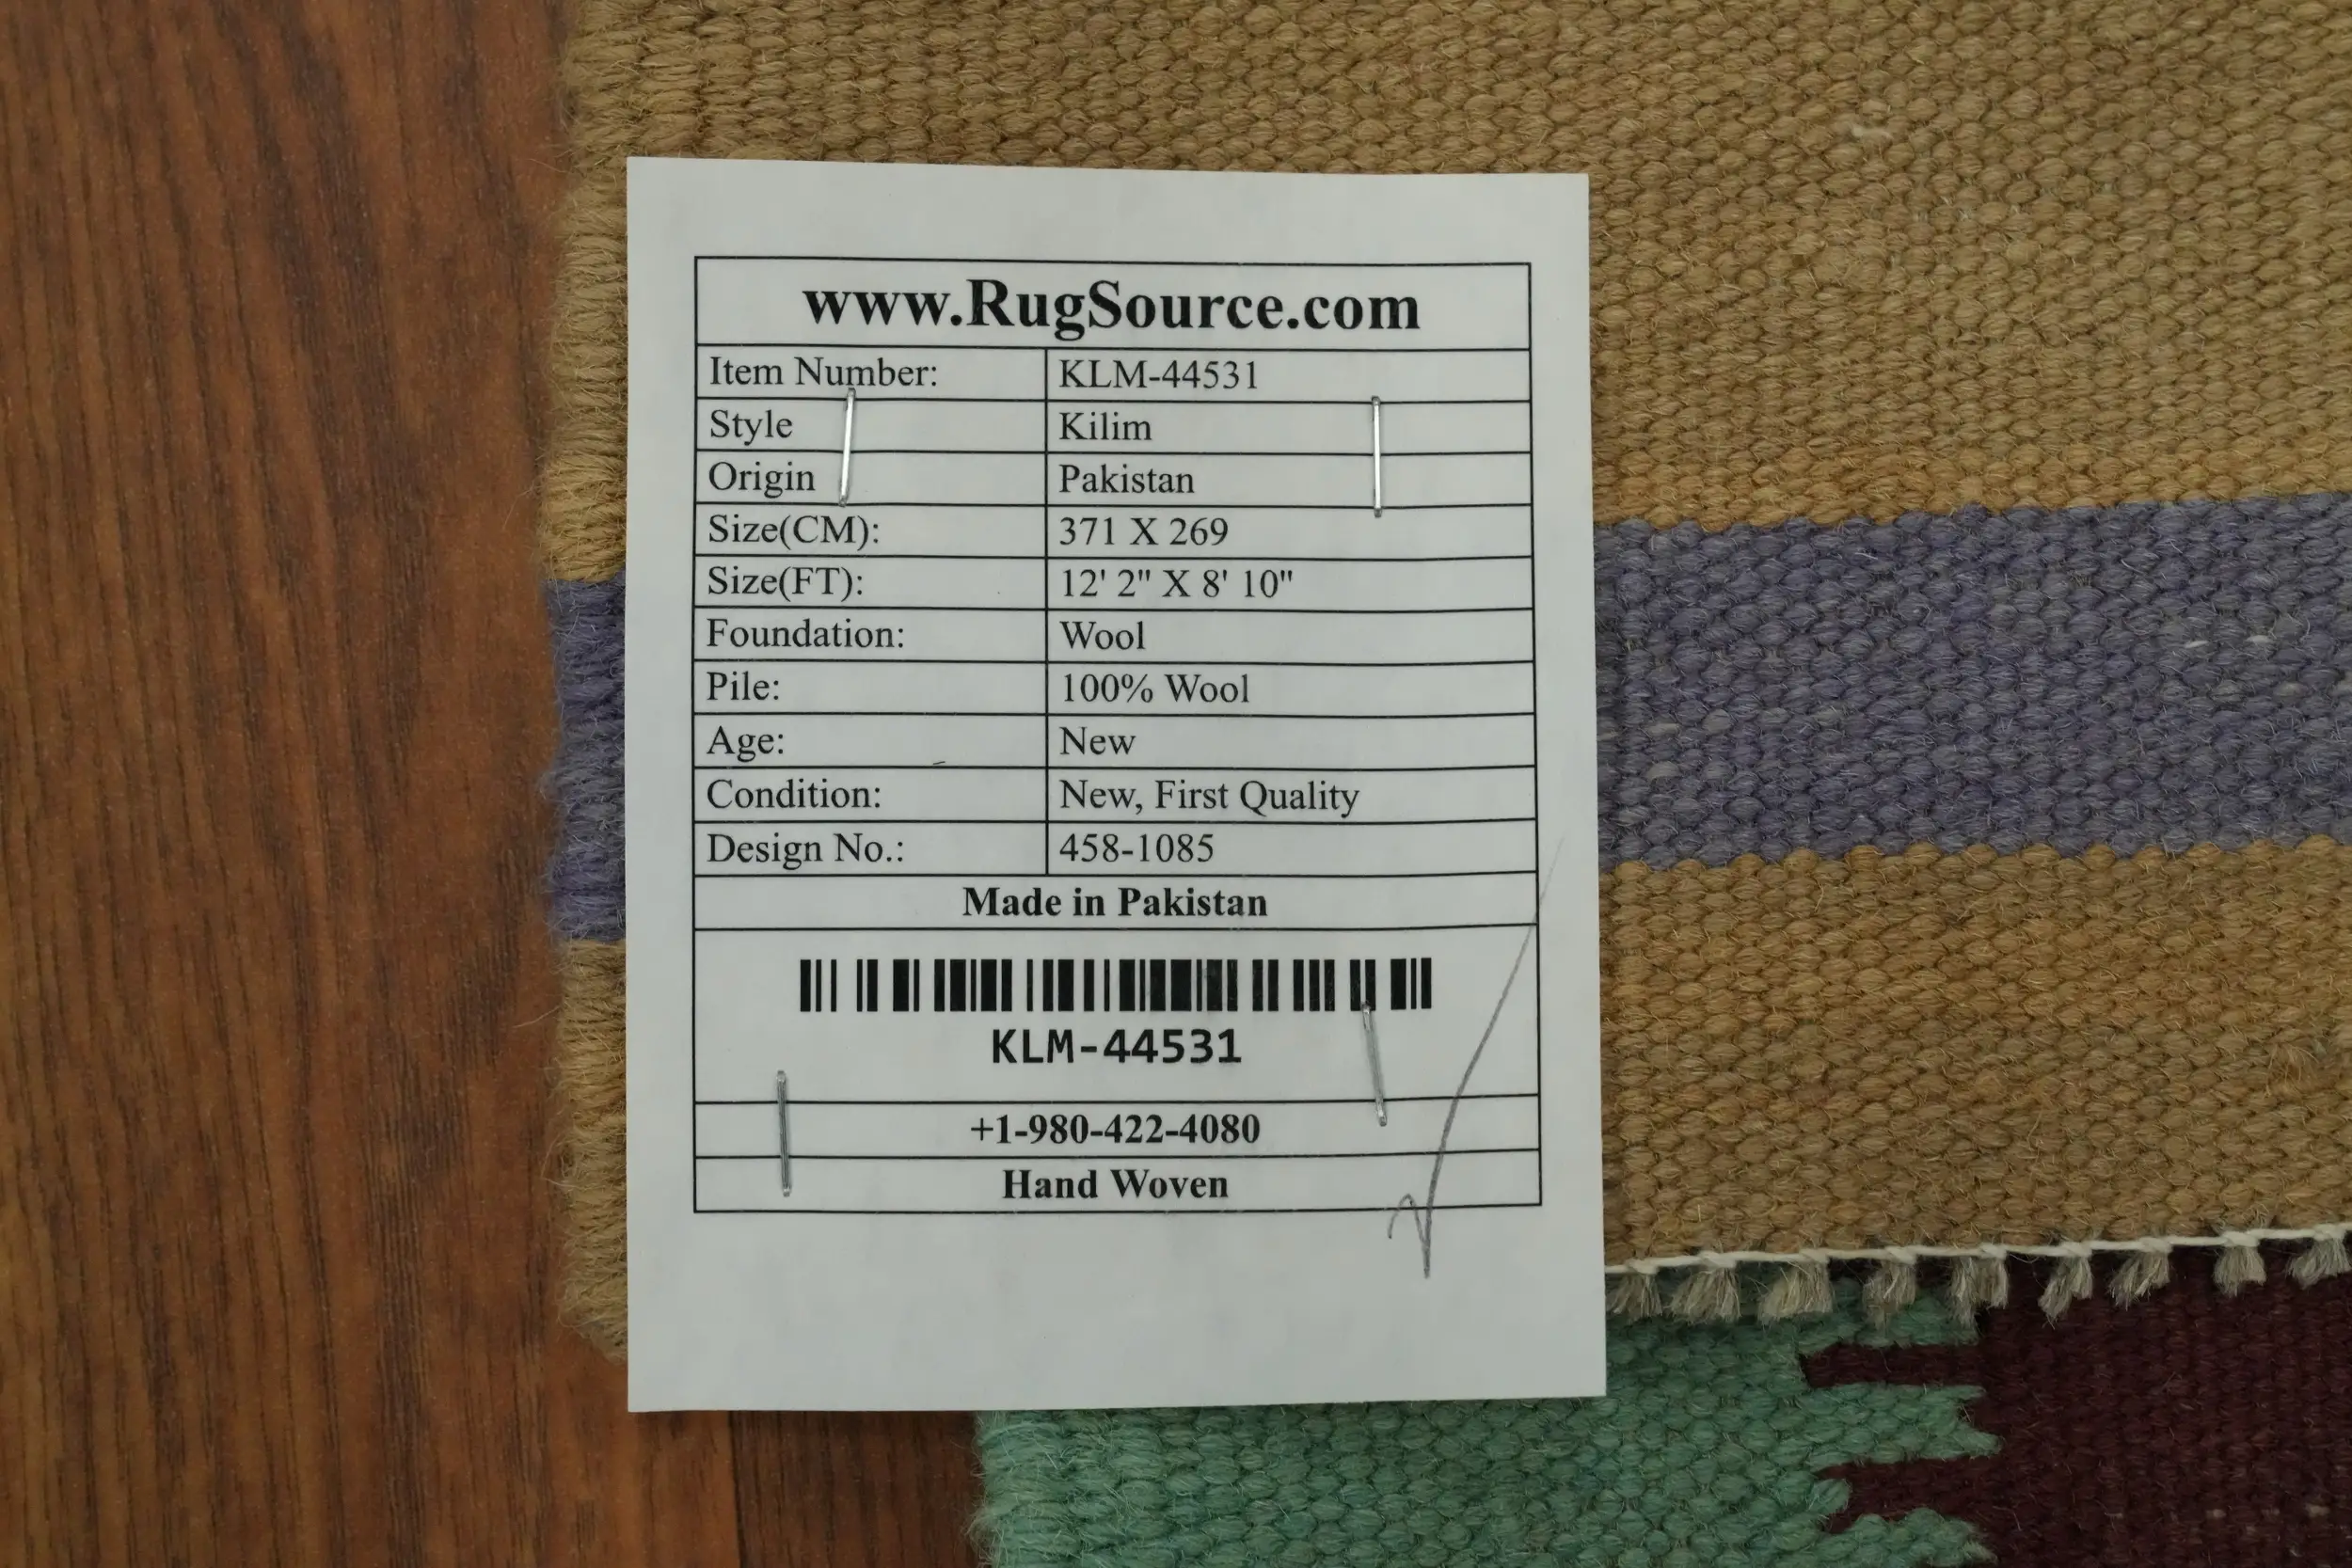 www.RugSource.com
Item Number: KLM-44531
Style Kilim
Origin Pakistan
Size(CM): 371 X 269
Size(FT): 12' 2" X 8' 10"
Foundation: Wool
Pile: 100% Wool
Age: New
Condition: New, First Quality
Design No.: 458-1085
Made in Pakistan
KLM-44531
+1-980-422-4080
Hand Woven